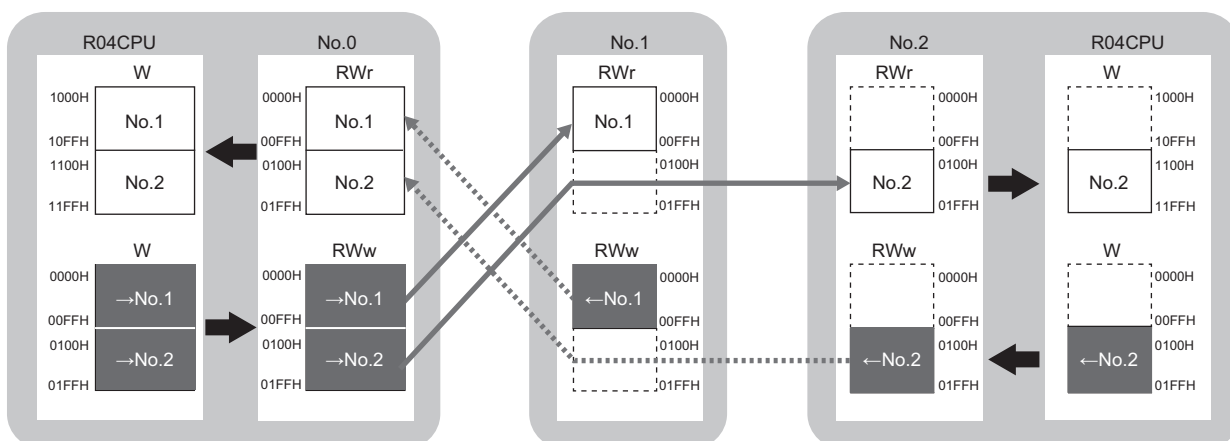 R04CPU No.0 No.1 No.2 R04CPU
W RWr RWr RWr W
1000H 0000H 0000H 0000H 1000H
No.1 No.1 No.1
10FFH 00FFH 00FFH 00FFH 10FFH
1100H 0100H 0100H 0100H 1100H
No.2 No.2 No.2 No.2
11FFH 01FFH 01FFH 01FFH 11FFH
W RWw RWw RWw W
0000H 0000H 0000H 0000H 0000H
→No.1 →No.1 ←No.1
00FFH 00FFH 00FFH 00FFH 00FFH
0100H 0100H 0100H 0100H 0100H
→No.2 →No.2 ←No.2 ←No.2
01FFH 01FFH 01FFH 01FFH 01FFH